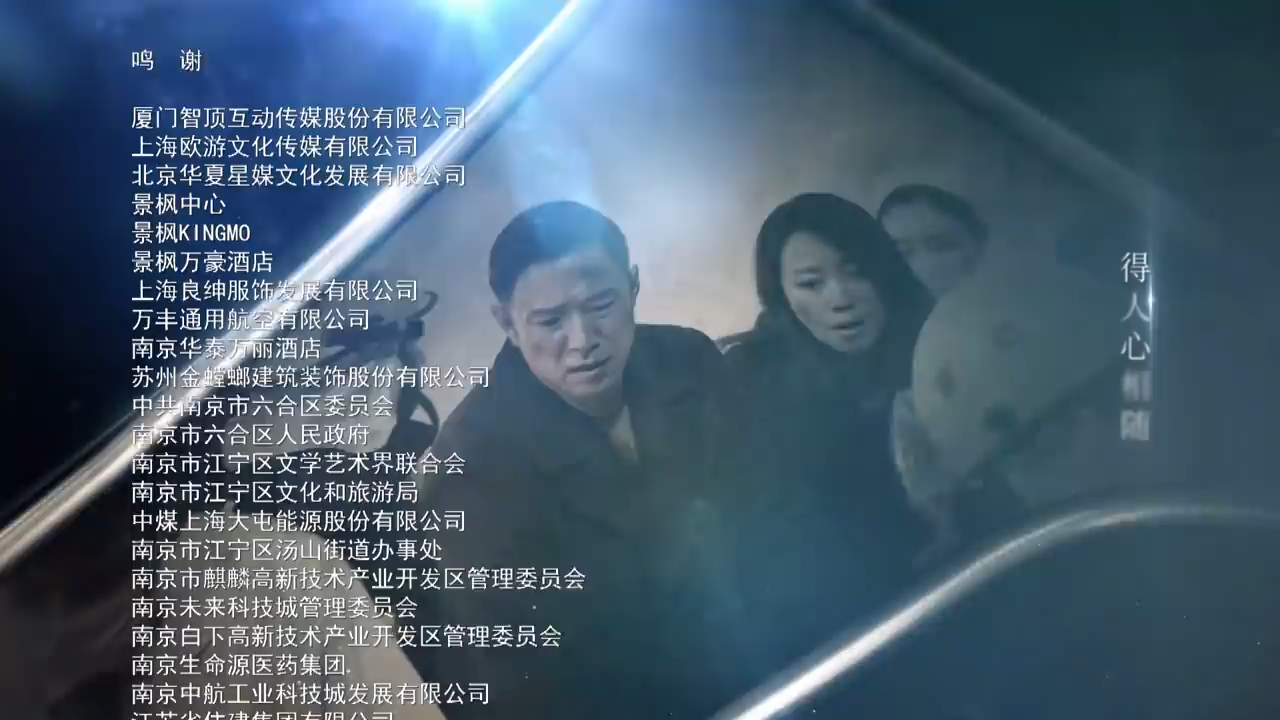 鸣 谢
厦门智顶互动传媒股份有限公司
上海欧游文化传媒有限公司
北京华夏星媒文化发展有限公司
景枫中心
景枫KINGMO
景枫万豪酒店
上海良绅服饰发展有限公司
万丰通用航空有限公司
南京华泰万丽酒店
苏州金螳螂建筑装饰股份有限公司
中共南京市六合区委员会
南京市六合区人民政府
南京市江宁区文学艺术界联合会
南京市江宁区文化和旅游局
中煤上海大屯能源股份有限公司
南京市江宁区汤山街道办事处
南京市麒麟高新技术产业开发区管理委员会
南京未来科技城管理委员会
南京白下高新技术产业开发区管理委员会
南京生命源医药集团
南京中航工业科技城发展有限公司
江苏省住建集团有限公司
得人心相随